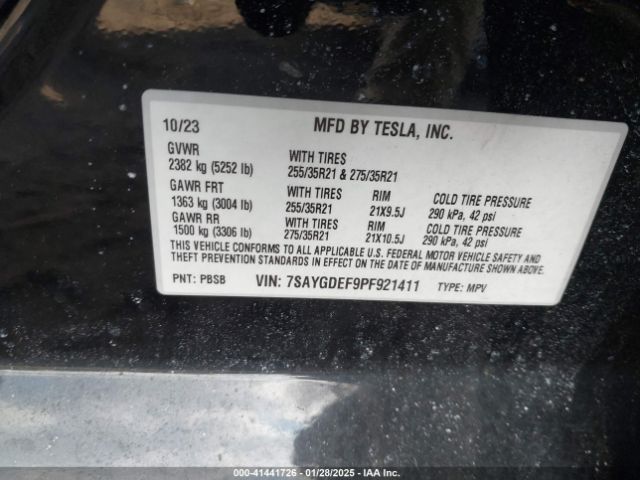 10/23 MFD BY TESLA, INC.
GVWR
2382 kg (5252 lb) WITH TIRES 255/35R21 & 275/35R21
GAWR FRT WITH TIRES RIM COLD TIRE PRESSURE
1363 kg (3004 lb) 255/35R21 21X9.5J 290 kPa, 42 psi
GAWR RR WITH TIRES RIM COLD TIRE PRESSURE
1500 kg (3306 lb) 275/35R21 21X10.5J 290 kPa, 42 psi
THIS VEHICLE CONFORMS TO ALL APPLICABLE U.S. FEDERAL MOTOR VEHICLE SAFETY AND
THEFT PREVENTION STANDARDS IN EFFECT ON THE DATE OF MANUFACTURE SHOWN ABOVE.
PNT: PBSB VIN: 7SAYGDEF9PF921411 TYPE: MPV
000-41441726 - 01/28/2025 - IAA Inc.